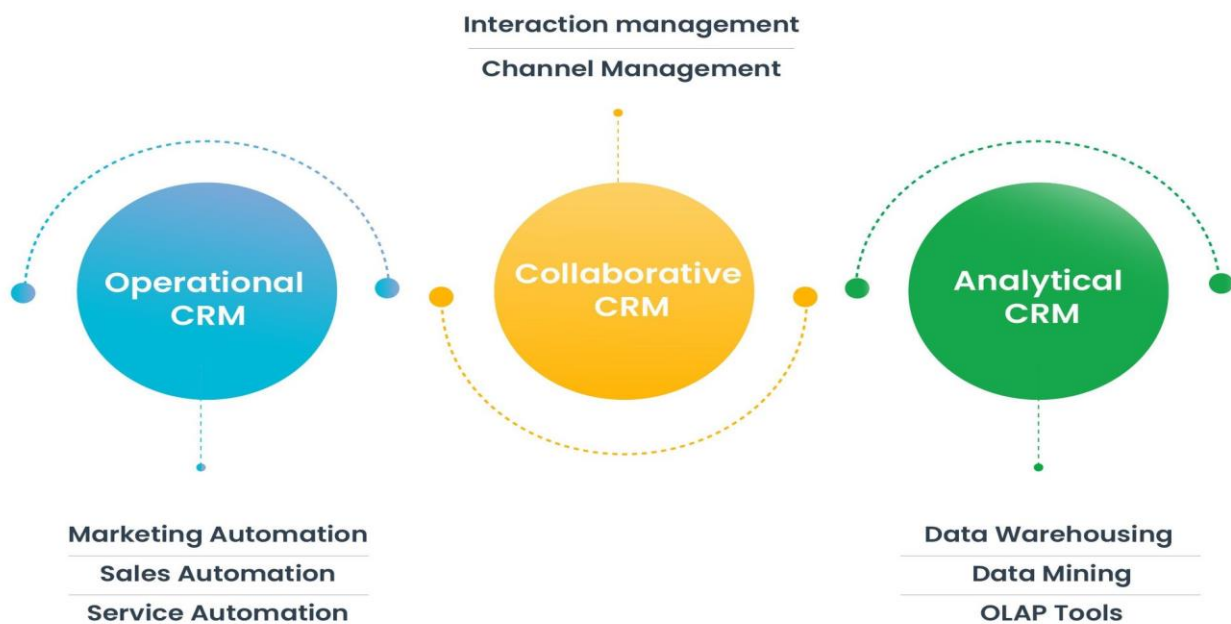 Interaction management
Channel Management
Operational
CRM
Collaborative
CRM
Analytical
CRM
Marketing Automation
Sales Automation
Service Automation
Data Warehousing
Data Mining
OLAP Tools